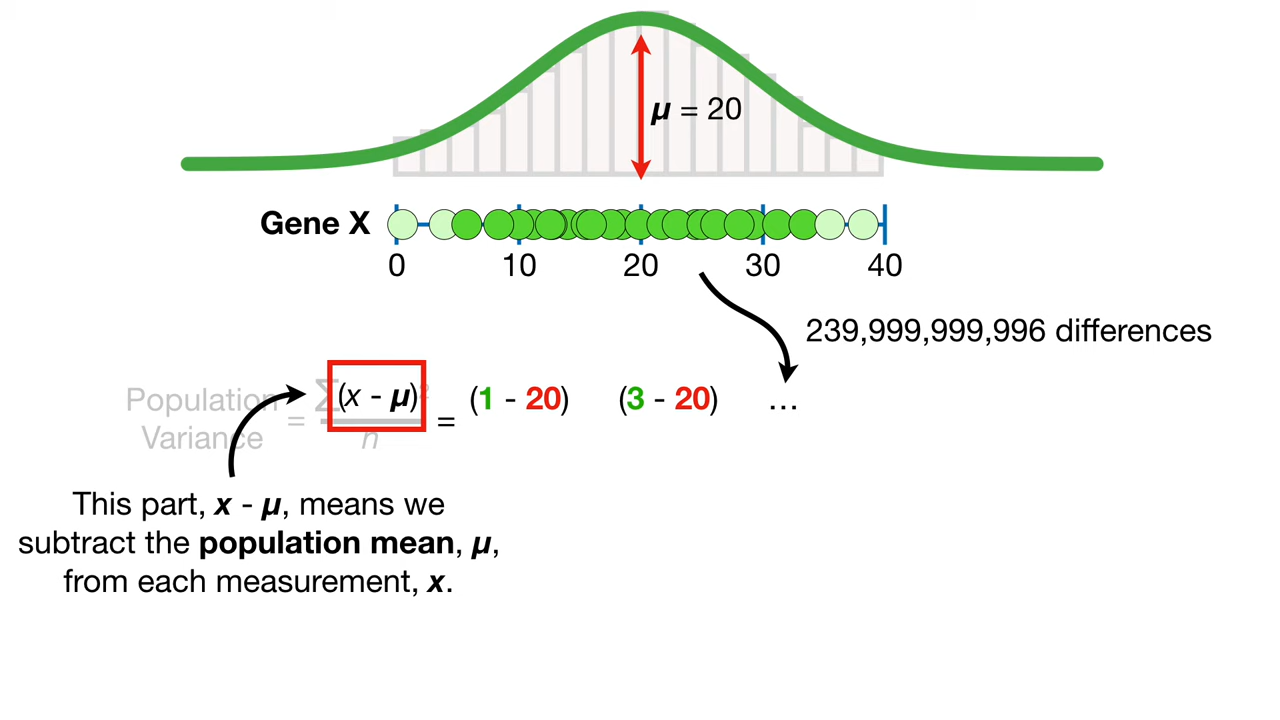 μ = 20
Gene X
0 10 20 30 40
239,999,999,996 differences
Population Variance = Σ(x - μ)² / n = (1 - 20) (3 - 20) ...
This part, x - μ, means we
subtract the population mean, μ,
from each measurement, x.